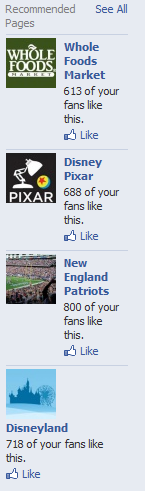 Recommended See All
Pages
WHOLE
FOODS
MARKET
Whole
Foods
Market
613 of your
fans like
this.
Like
PIXAR
Disney
Pixar
688 of your
fans like
this.
Like
New
England
Patriots
800 of your
fans like
this.
Like
Disneyland
718 of your fans like
this.
Like